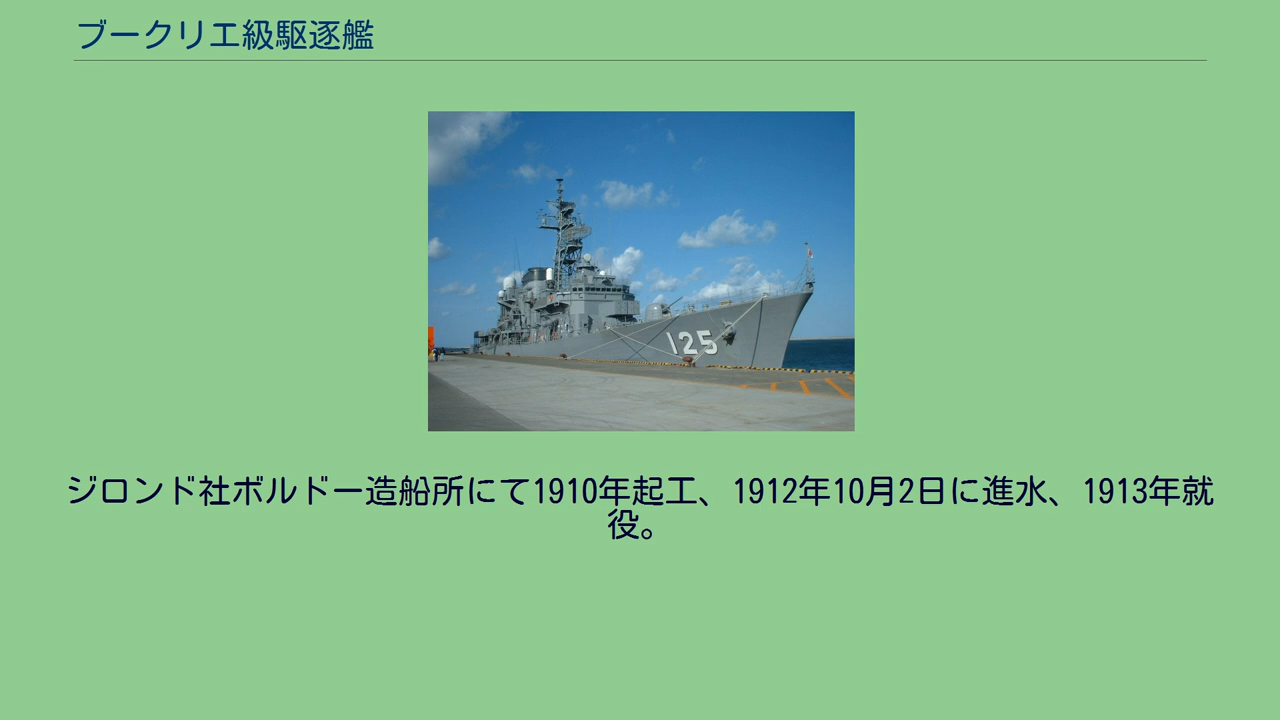 ブークリエ級駆逐艦
125
ジロンド社ボルドー造船所にて1910年起工、1912年10月2日に進水、1913年就
役。